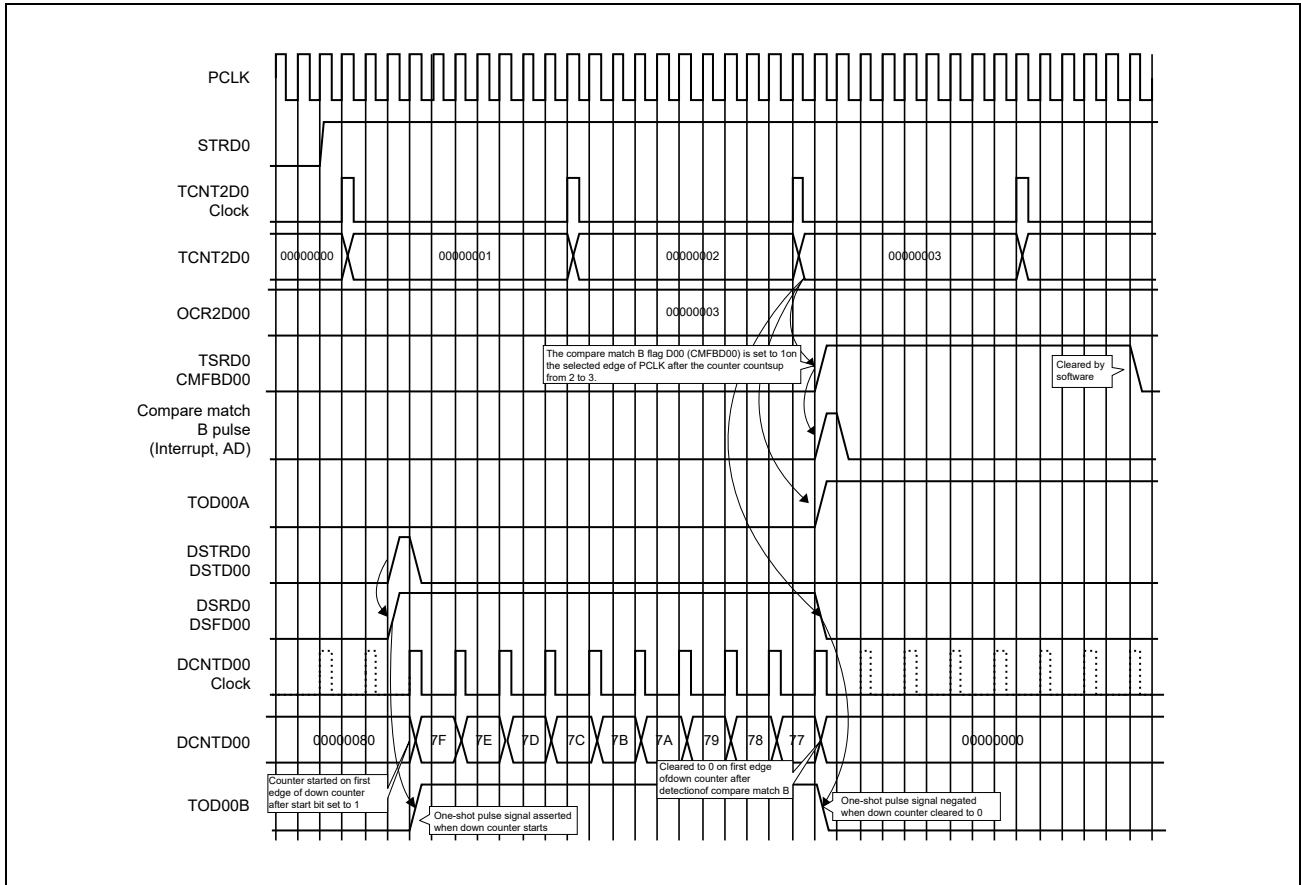 PCLK
STRD0
TCNT2D0
Clock
TCNT2D0
00000000
00000001
00000002
00000003
OCR2D00
00000003
TSRD0
CMFBD00
The compare match B flag D00 (CMFBD00) is set to 1on
the selected edge of PCLK after the counter countsup
from 2 to 3.
Cleared by
software
Compare match
B pulse
(Interrupt, AD)
TOD00A
DSTRD0
DSTD00
DSRD0
DSFD00
DCNTD00
Clock
DCNTD00
00000080
7F
7E
7D
7C
7B
7A
79
78
77
00000000
Counter started on first
edge of down counter
after start bit set to 1
Cleared to 0 on first edge
ofdown counter after
detectionof compare match B
TOD00B
One-shot pulse signal asserted
when down counter starts
One-shot pulse signal negated
when down counter cleared to 0